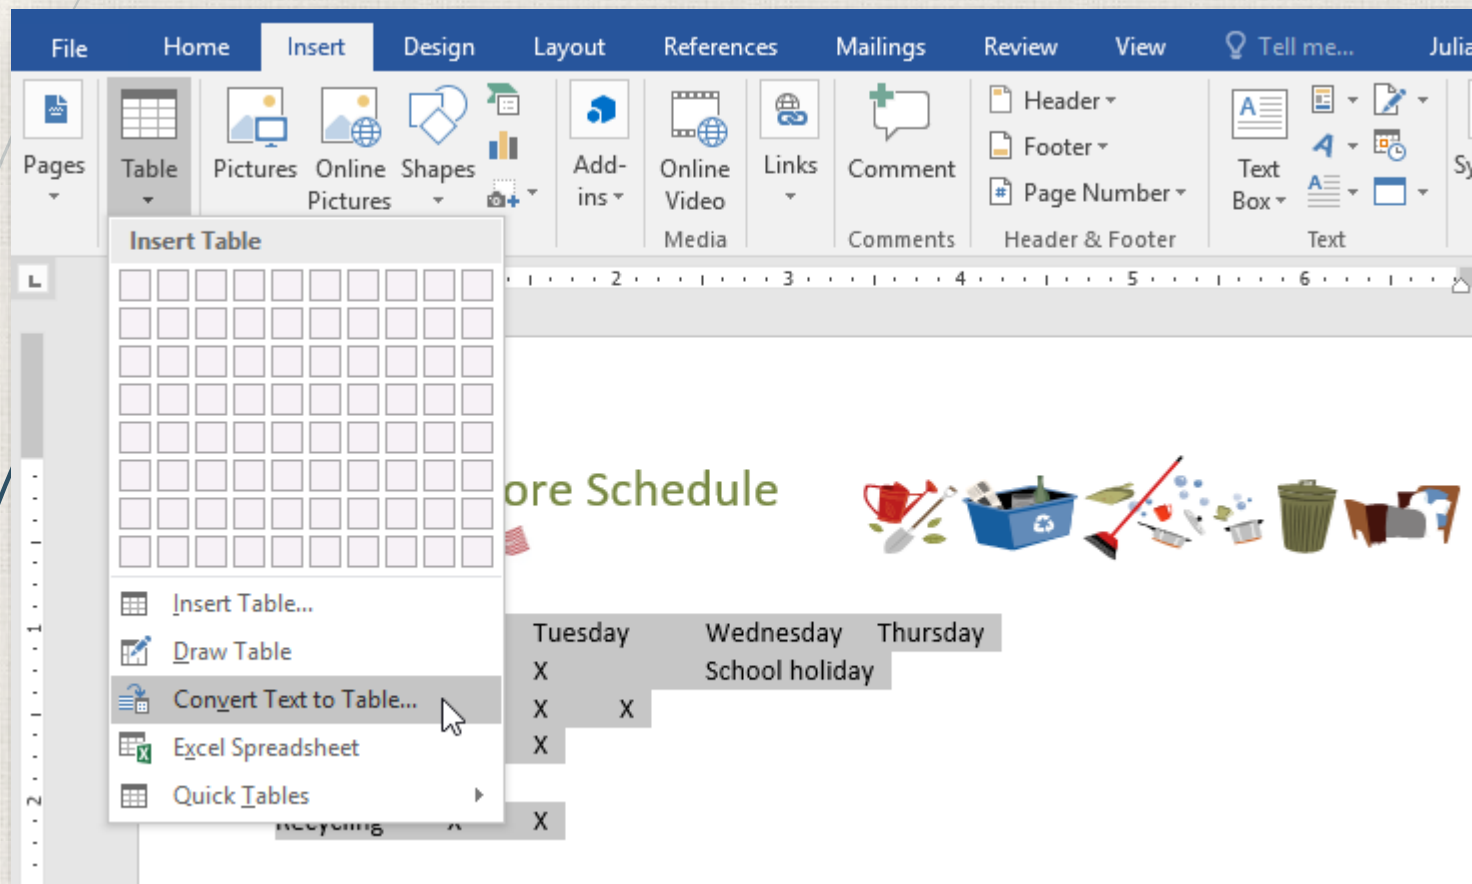 File Home Insert Design Layout References Mailings Review View Tell me... Julia
Pages Table Pictures Online Pictures Shapes Add-ins Online Video Links Comment Header Footer Page Number Text Box
Media Comments Header & Footer Text
Insert Table
2 3 4 5 6
ore Schedule
Insert Table...
Draw Table
Convert Text to Table...
Excel Spreadsheet
Quick Tables
Tuesday Wednesday Thursday
X School holiday
X X
X
Recycling X X
1
2